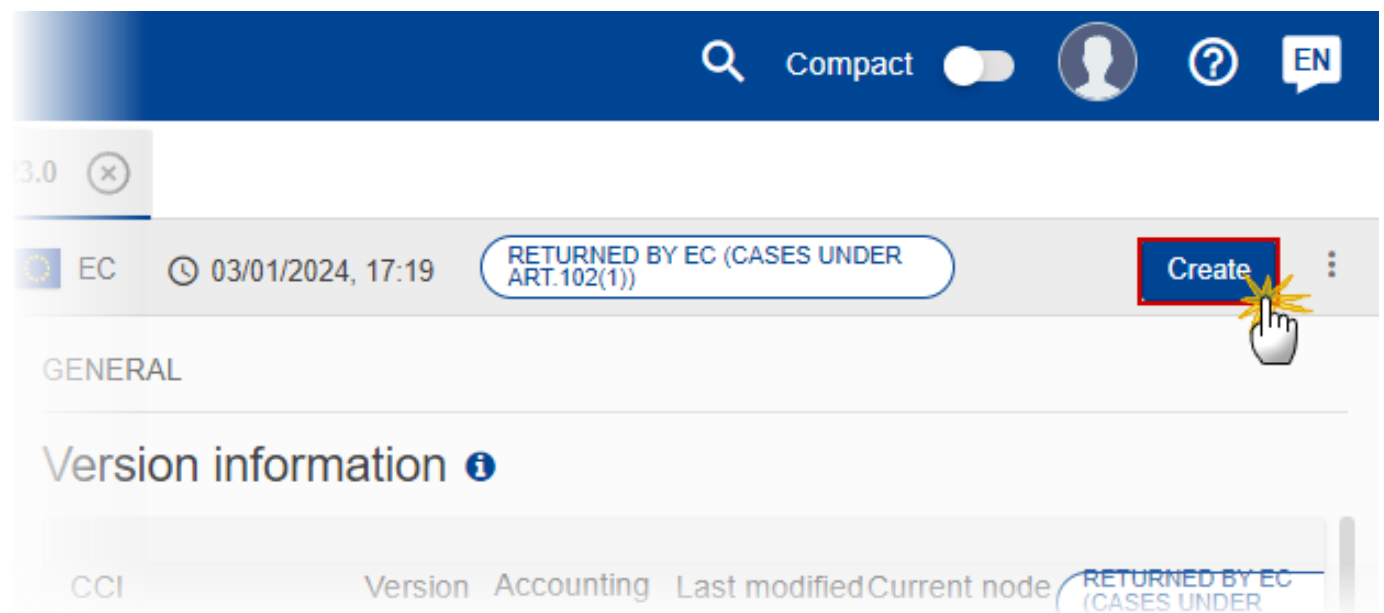 Compact EN
3.0
EC 03/01/2024, 17:19 RETURNED BY EC (CASES UNDER
ART.102(1)) Create
GENERAL
Version information
CCI Version Accounting Last modified Current node RETURNED BY EC
(CASES UNDER